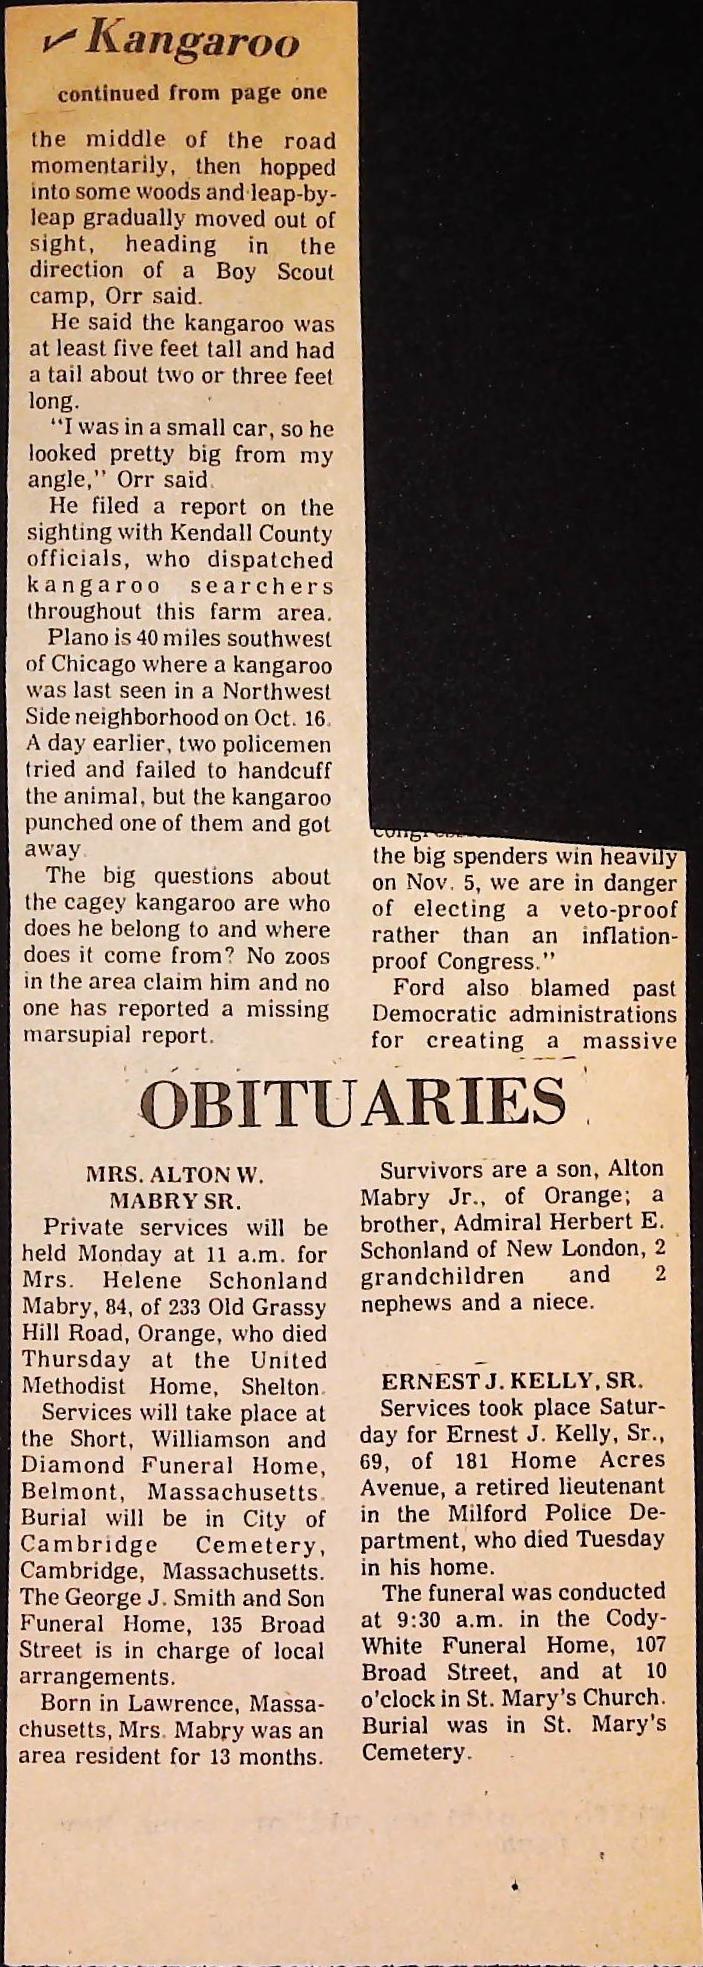 Kangaroo
continued from page one
the middle of the road
momentarily, then hopped
into some woods and leap-by-
leap gradually moved out of
sight, heading in the
direction of a Boy Scout
camp, Orr said.
He said the kangaroo was
at least five feet tall and had
a tail about two or three feet
long.
"I was in a small car, so he
looked pretty big from my
angle," Orr said.
He filed a report on the
sighting with Kendall County
officials, who dispatched
kangaroo searchers
throughout this farm area.
Plano is 40 miles southwest
of Chicago where a kangaroo
was last seen in a Northwest
Side neighborhood on Oct. 16.
A day earlier, two policemen
tried and failed to handcuff
the animal, but the kangaroo
punched one of them and got
away.
The big questions about
the cagey kangaroo are who
does he belong to and where
does it come from? No zoos
in the area claim him and no
one has reported a missing
marsupial report.
the big spenders win heavily
on Nov. 5, we are in danger
of electing a veto-proof
rather than an inflation-
proof Congress."
Ford also blamed past
Democratic administrations
for creating a massive
OBITUARIES
MRS. ALTON W.
MABRY SR.
Private services will be
held Monday at 11 a.m. for
Mrs. Helene Schonland
Mabry, 84, of 233 Old Grassy
Hill Road, Orange, who died
Thursday at the United
Methodist Home, Shelton.
Services will take place at
the Short, Williamson and
Diamond Funeral Home,
Belmont, Massachusetts.
Burial will be in City of
Cambridge Cemetery,
Cambridge, Massachusetts.
The George J. Smith and Son
Funeral Home, 135 Broad
Street is in charge of local
arrangements.
Born in Lawrence, Massa-
chusetts, Mrs. Mabry was an
area resident for 13 months.
Survivors are a son, Alton
Mabry Jr., of Orange; a
brother, Admiral Herbert E.
Schonland of New London, 2
grandchildren and 2
nephews and a niece.
ERNEST J. KELLY, SR.
Services took place Satur-
day for Ernest J. Kelly, Sr.,
69, of 181 Home Acres
Avenue, a retired lieutenant
in the Milford Police De-
partment, who died Tuesday
in his home.
The funeral was conducted
at 9:30 a.m. in the Cody-
White Funeral Home, 107
Broad Street, and at 10
o'clock in St. Mary's Church.
Burial was in St. Mary's
Cemetery.